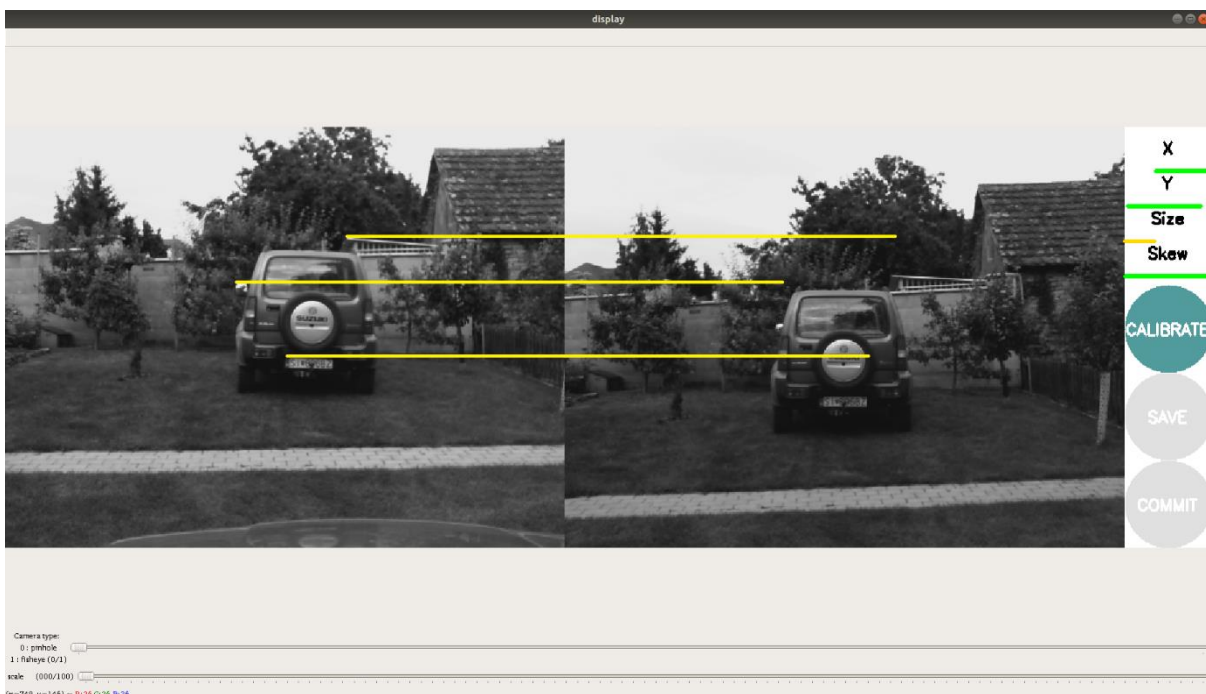 display
X
Y
Size
Skew
SUZUKI
CALIBRATE
SAVE
COMMIT
Camera type:
0 : pinhole
1 : fisheye (0/1)
scale (000/100)